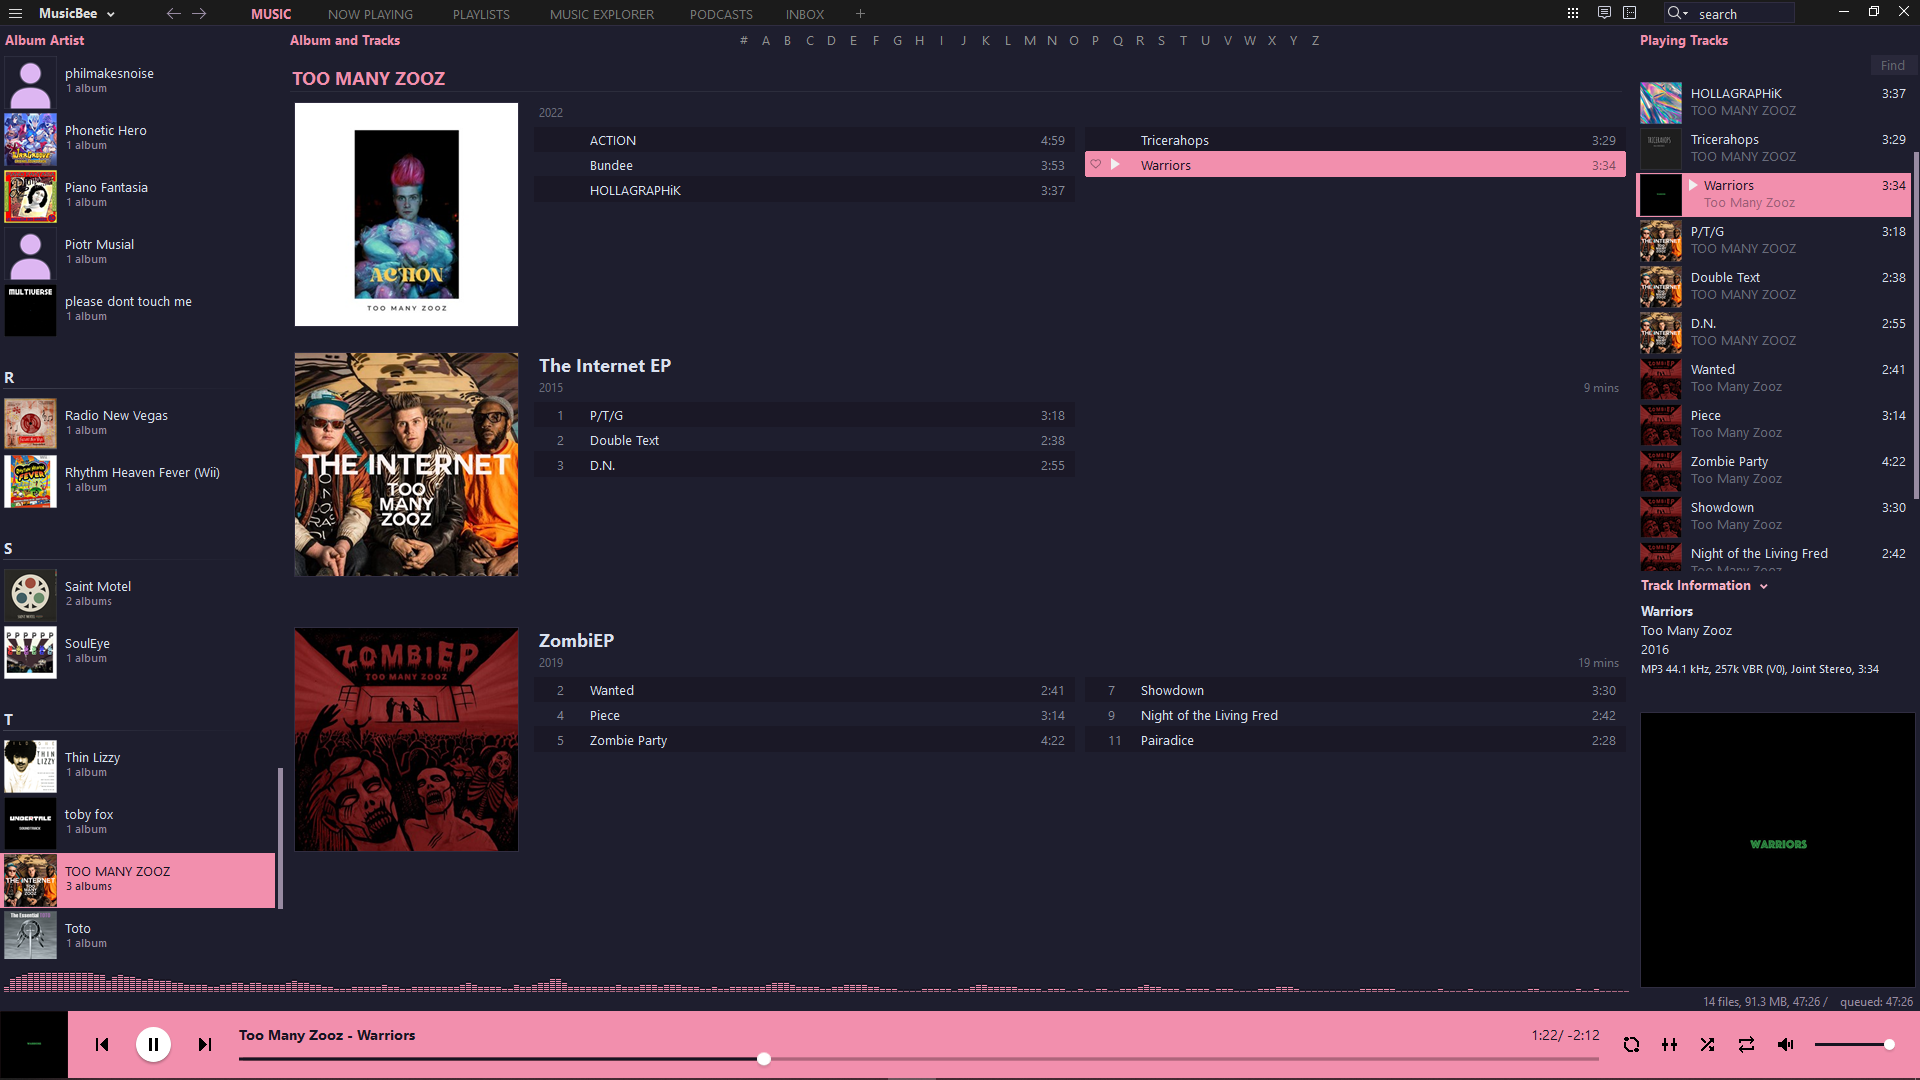 MusicBee
MUSIC NOW PLAYING PLAYLISTS MUSIC EXPLORER PODCASTS INBOX +
search
Album Artist
philmakesnoise
1 album
Phonetic Hero
1 album
Piano Fantasia
1 album
Piotr Musial
1 album
MULTIVERSE
please dont touch me
1 album
R
Radio New Vegas
1 album
Rhythm Heaven Fever (Wii)
1 album
S
Saint Motel
2 albums
SoulEye
1 album
T
Thin Lizzy
1 album
UNDERTALE
toby fox
1 album
THE INTERNET
TOO MANY ZOOZ
3 albums
Toto
1 album
Album and Tracks
# A B C D E F G H I J K L M N O P Q R S T U V W X Y Z
TOO MANY ZOOZ
ACTION
TOO MANY ZOOZ
2022
ACTION 4:59
Bundee 3:53
HOLLAGRAPHiK 3:37
Tricerahops 3:29
Warriors 3:34
THE INTERNET
TOO
MANY
ZOOZ
The Internet EP
2015 9 mins
1 P/T/G 3:18
2 Double Text 2:38
3 D.N. 2:55
ZOMBIEP
TOO MANY ZOOZ
ZombiEP
2019 19 mins
2 Wanted 2:41
4 Piece 3:14
5 Zombie Party 4:22
7 Showdown 3:30
9 Night of the Living Fred 2:42
11 Pairadice 2:28
Playing Tracks
Find
HOLLAGRAPHiK 3:37
TOO MANY ZOOZ
Tricerahops 3:29
TOO MANY ZOOZ
Warriors 3:34
Too Many Zooz
P/T/G 3:18
TOO MANY ZOOZ
Double Text 2:38
TOO MANY ZOOZ
D.N. 2:55
TOO MANY ZOOZ
Wanted 2:41
Too Many Zooz
Piece 3:14
Too Many Zooz
Zombie Party 4:22
Too Many Zooz
Showdown 3:30
Too Many Zooz
Night of the Living Fred 2:42
Too Many Zooz
Track Information
Warriors
Too Many Zooz
2016
MP3 44.1 kHz, 257k VBR (V0), Joint Stereo, 3:34
WARRIORS
14 files, 91.3 MB, 47:26 / queued: 47:26
Too Many Zooz - Warriors
1:22/ -2:12